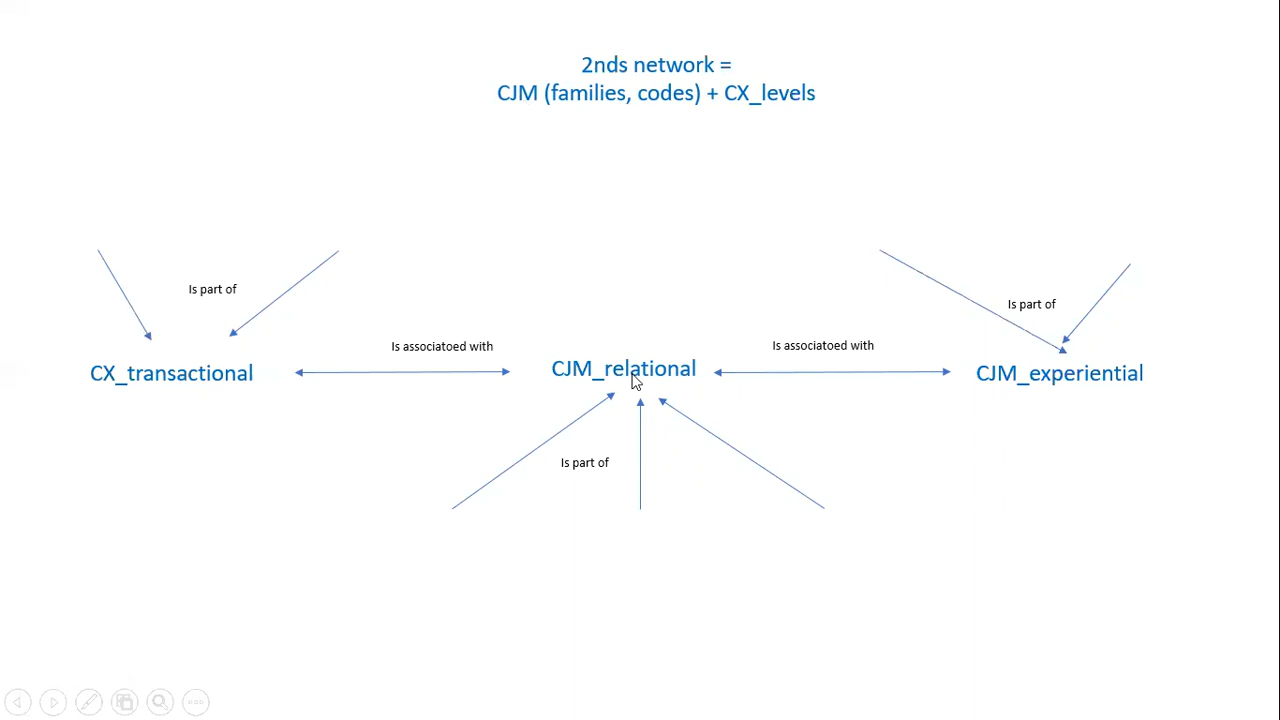 2nds network =
CJM (families, codes) + CX_levels
Is part of
Is part of
Is associatoed with
Is associatoed with
CX_transactional
CJM_relational
CJM_experiential
Is part of